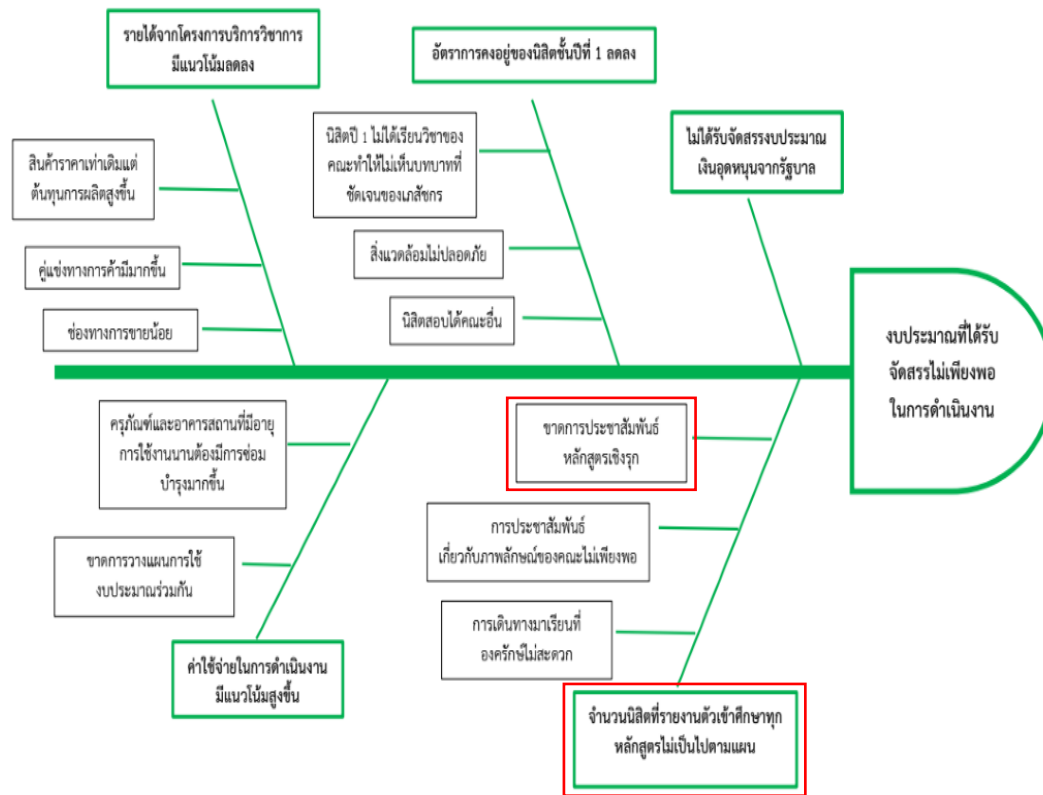 รายได้จากโครงการบริการวิชาการ
มีแนวโน้มลดลง
อัตราการคงอยู่ของนิสิตชั้นปีที่ 1 ลดลง
ไม่ได้รับจัดสรรงบประมาณ
เงินอุดหนุนจากรัฐบาล
สินค้าราคาเท่าเดิมแต่
ต้นทุนการผลิตสูงขึ้น
คู่แข่งทางการค้ามีมากขึ้น
ช่องทางการขายน้อย
นิสิตปี 1 ไม่ได้เรียนวิชาของ
คณะทำให้ไม่เห็นบทบาทที่
ชัดเจนของเภสัชกร
สิ่งแวดล้อมไม่ปลอดภัย
นิสิตสอบได้คณะอื่น
งบประมาณที่ได้รับ
จัดสรรไม่เพียงพอ
ในการดำเนินงาน
ครุภัณฑ์และอาคารสถานที่มีอายุ
การใช้งานนานต้องมีการซ่อม
บำรุงมากขึ้น
ขาดการวางแผนการใช้
งบประมาณร่วมกัน
ค่าใช้จ่ายในการดำเนินงาน
มีแนวโน้มสูงขึ้น
ขาดการประชาสัมพันธ์
หลักสูตรเชิงรุก
การประชาสัมพันธ์
เกี่ยวกับภาพลักษณ์ของคณะไม่เพียงพอ
การเดินทางมาเรียนที่
องครักษ์ไม่สะดวก
จำนวนนิสิตที่รายงานตัวเข้าศึกษาทุก
หลักสูตรไม่เป็นไปตามแผน